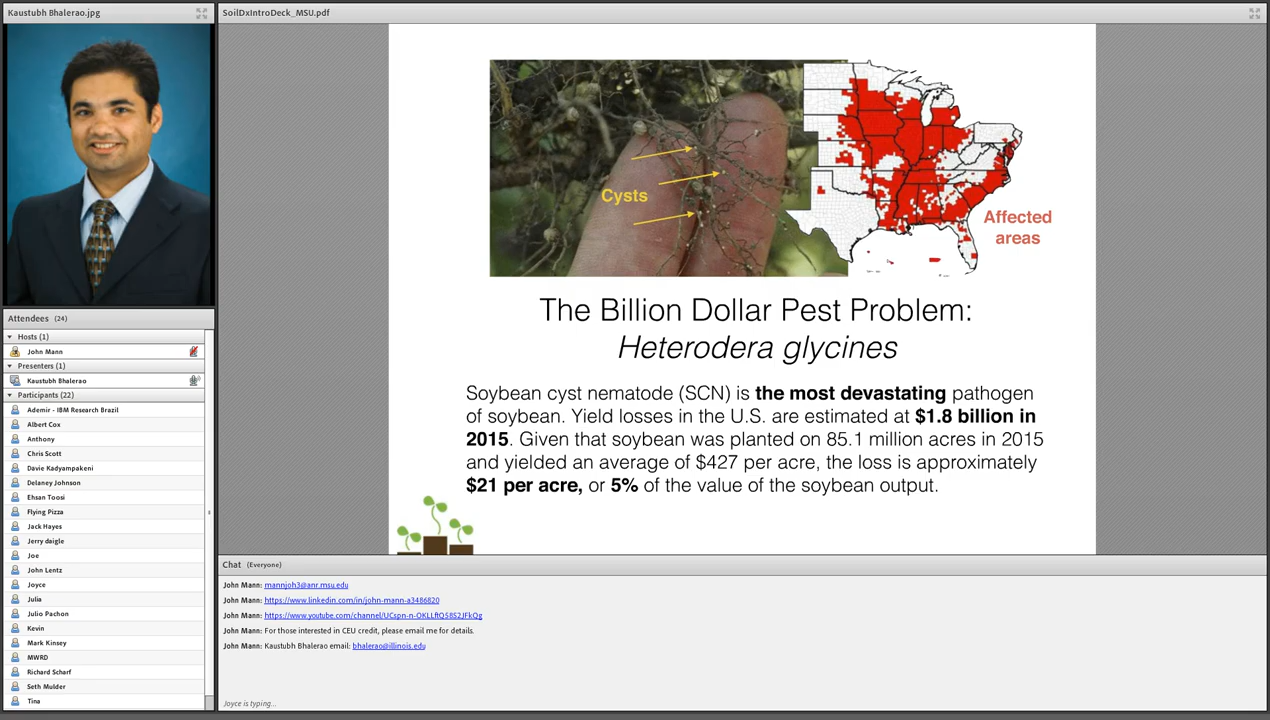 Kaustubh Bhalerao.jpg
Attendees (24)
Hosts (1)
John Mann
Presenters (1)
Kaustubh Bhalerao
Participants (22)
Ademir - IBM Research Brazil
Albert Cox
Anthony
Chris Scott
Davie Kadyampakeni
Delaney Johnson
Ehsan Toosi
Flying Pizza
Jack Hayes
Jerry daigle
Joe
John Lentz
Joyce
Julia
Julio Pachon
Kevin
Mark Kinsey
MWRD
Richard Scharf
Seth Mulder
Tina
SoilDxIntroDeck_MSU.pdf
Cysts
Affected
areas
The Billion Dollar Pest Problem:
Heterodera glycines
Soybean cyst nematode (SCN) is the most devastating pathogen
of soybean. Yield losses in the U.S. are estimated at $1.8 billion in
2015. Given that soybean was planted on 85.1 million acres in 2015
and yielded an average of $427 per acre, the loss is approximately
$21 per acre, or 5% of the value of the soybean output.
Chat (Everyone)
John Mann: mannjoh3@anr.msu.edu
John Mann: https://www.linkedin.com/in/john-mann-a3486820
John Mann: https://www.youtube.com/channel/UCspn-n-OKLLftQ58S2JFkQg
John Mann: For those interested in CEU credit, please email me for details.
John Mann: Kaustubh Bhalerao email: bhalerao@illinois.edu
Joyce is typing...